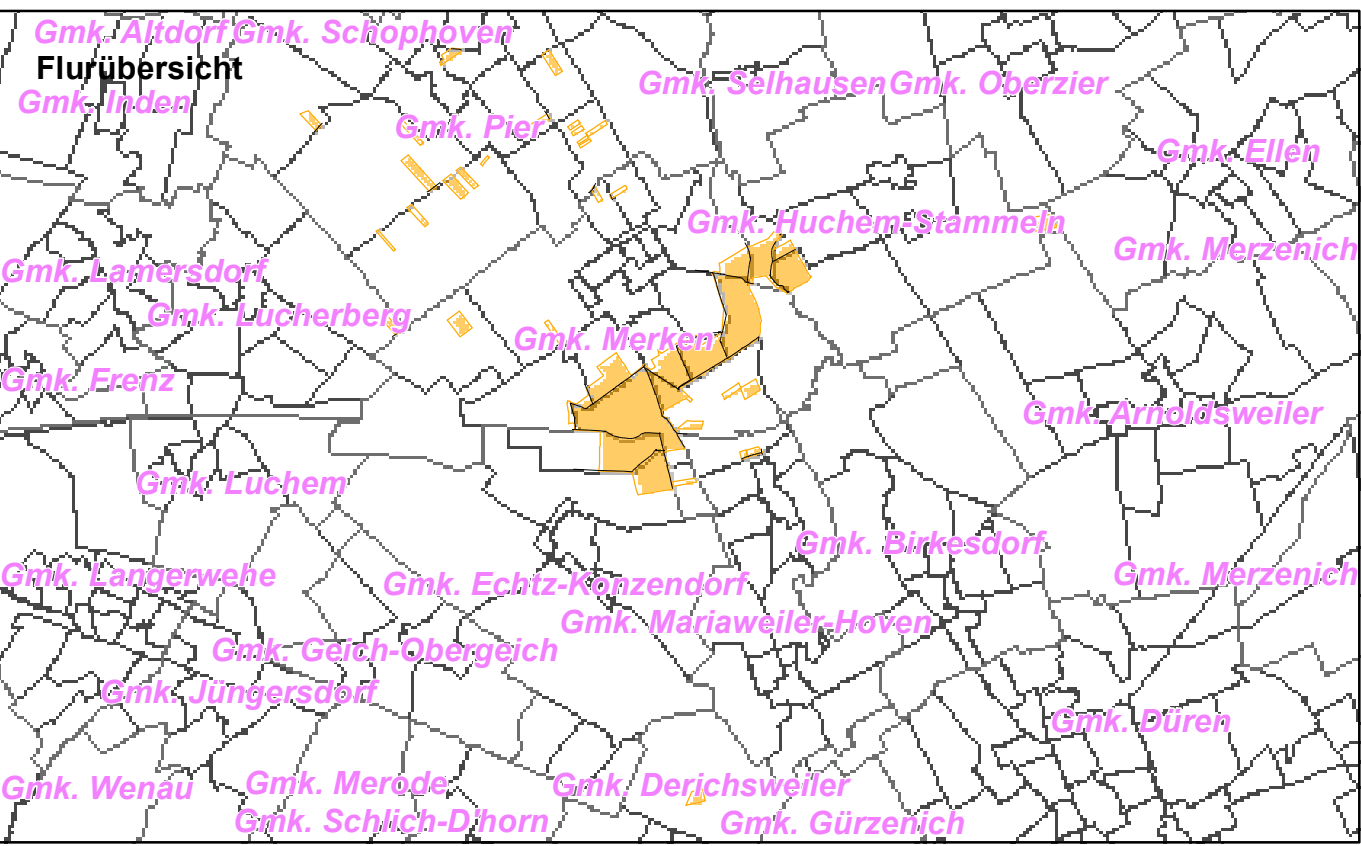 Gmk. Altdorf Gmk. Schophoven
Flurübersicht
Gmk. Selhausen Gmk. Oberzier
Gmk. Inden
Gmk. Pier
Gmk. Ellen
Gmk. Huchem-Stammeln
Gmk. Merzenich
Gmk. Lamersdorf
Gmk. Lucherberg
Gmk. Merken
Gmk. Frenz
Gmk. Arnoldsweiler
Gmk. Luchem
Gmk. Birkesdorf
Gmk. Langerwehe
Gmk. Echtz-Konzendorf
Gmk. Merzenich
Gmk. Mariaweiler-Hoven
Gmk. Geich-Obergeich
Gmk. Jüngersdorf
Gmk. Düren
Gmk. Wenau
Gmk. Merode
Gmk. Derichsweiler
Gmk. Schlich-D'horn
Gmk. Gürzenich